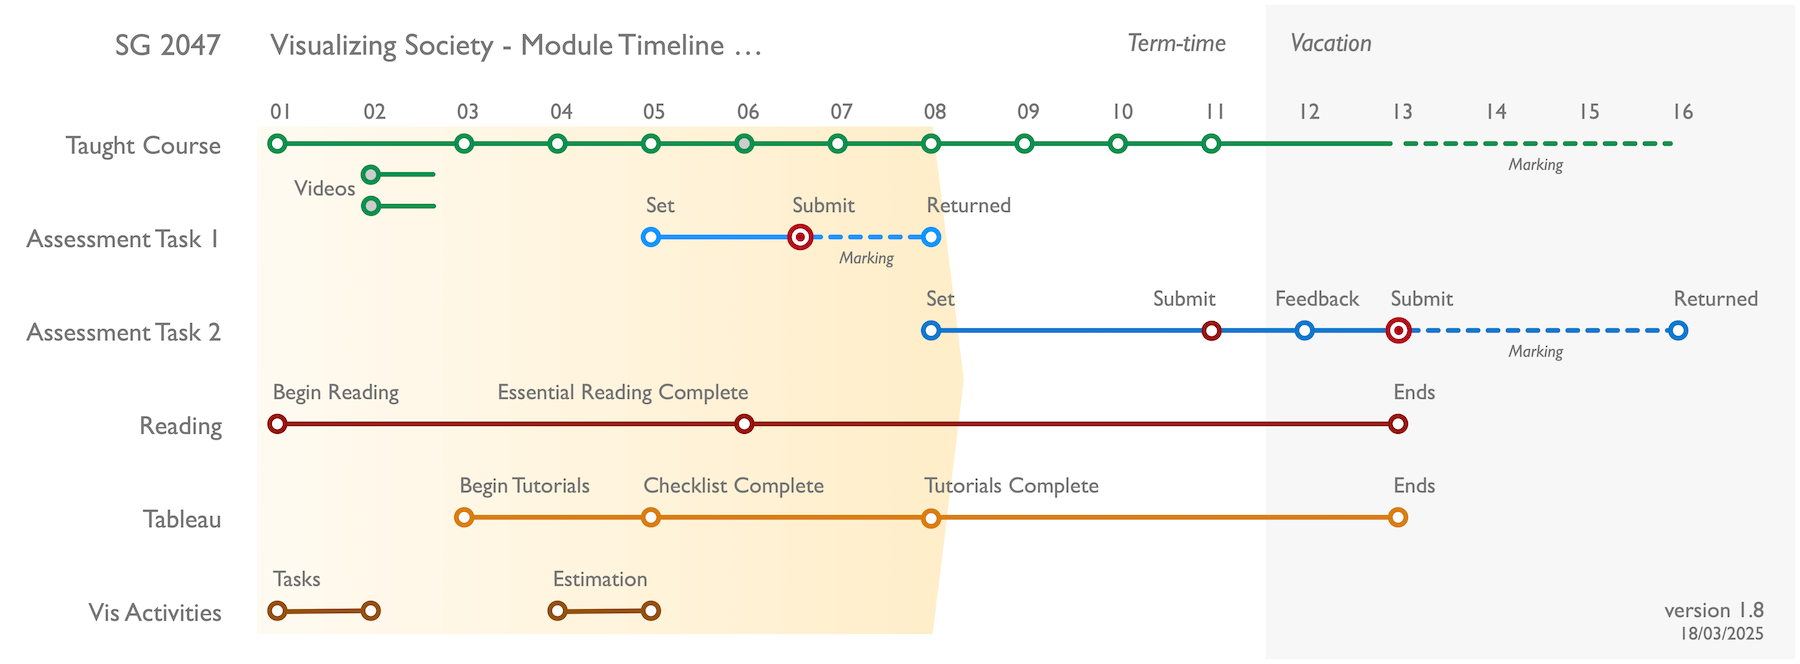 SG 2047 Visualizing Society - Module Timeline …
Term-time Vacation
01 02 03 04 05 06 07 08 09 10 11 12 13 14 15 16
Taught Course
Marking
Videos
Assessment Task 1
Set Submit Returned
Marking
Assessment Task 2
Set Submit Feedback Submit Returned
Marking
Reading
Begin Reading Essential Reading Complete Ends
Tableau
Begin Tutorials Checklist Complete Tutorials Complete Ends
Vis Activities
Tasks Estimation
version 1.8
18/03/2025